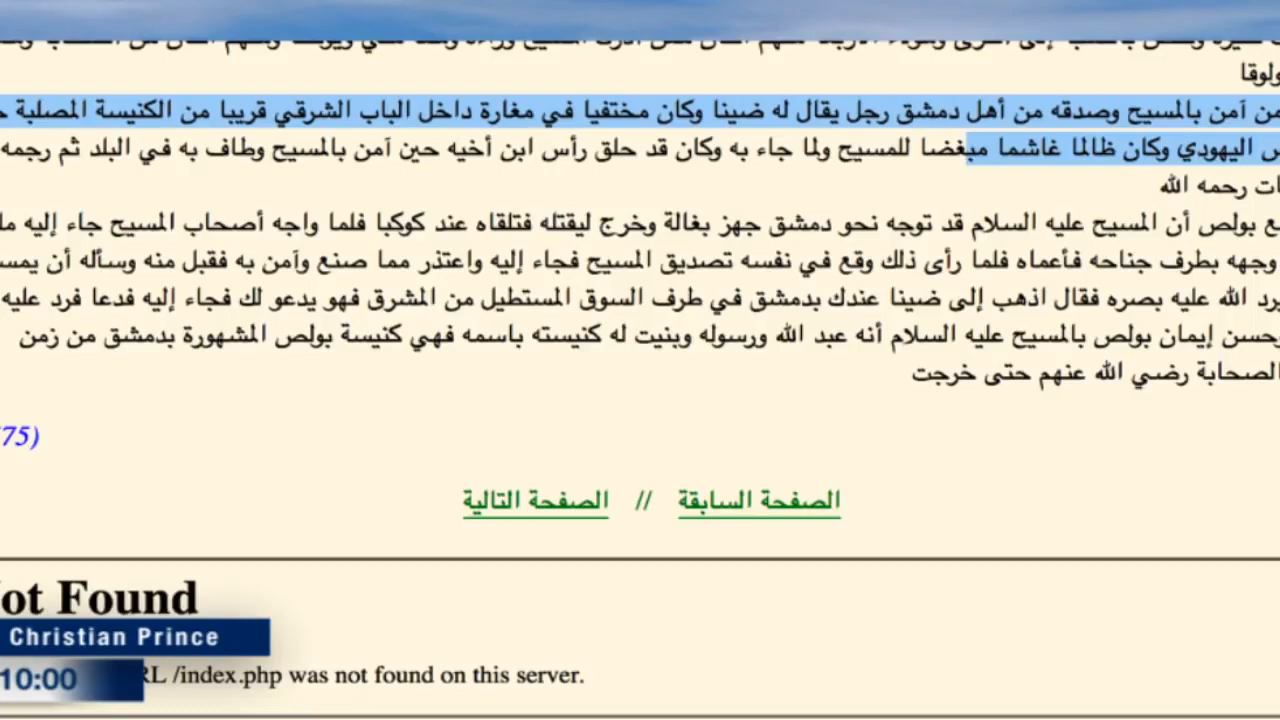 ولوقا
من آمن بالمسيح وصدقه من أهل دمشق رجل يقال له ضينا وكان مختفيا في مغارة داخل الباب الشرقي قريبا من الكنيسة المصلبة
اليهودي وكان ظالما غاشما مبغضا للمسيح ولما جاء به وكان قد حلق رأس ابن أخيه حين آمن بالمسيح وطاف به في البلد ثم رجمه
رحمه الله
بولص أن المسيح عليه السلام قد توجه نحو دمشق جهز بغالة وخرج ليقتله فتلقاه عند كوكبا فلما واجه أصحاب المسيح جاء إليه
وجهه بطرف جناحه فأعماه فلما رأى ذلك وقع في نفسه تصديق المسيح فجاء إليه واعتذر مما صنع وآمن به فقبل منه وسأله أن
الله عليه بصره فقال اذهب إلى ضينا عندك بدمشق في طرف السوق المستطيل من المشرق فهو يدعو لك فجاء إليه فدعا فرد عليه
إيمان بولص بالمسيح عليه السلام أنه عبد الله ورسوله وبنيت له كنيسته باسمه فهي كنيسة بولص المشهورة بدمشق من زمن
الصحابة رضي الله عنهم حتى خرجت
75)
الصفحة السابقة // الصفحة التالية
ot Found
Christian Prince
RL /index.php was not found on this server.
10:00